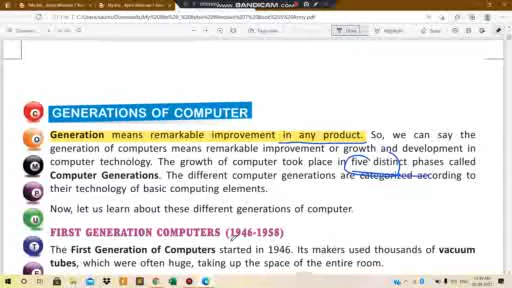 WWW.BANDICAM.COM
GENERATIONS OF COMPUTER
Generation means remarkable improvement in any product. So, we can say the
generation of computers means remarkable improvement or growth and development in
computer technology. The growth of computer took place in five distinct phases called
Computer Generations. The different computer generations are categorized according to
their technology of basic computing elements.
Now, let us learn about these different generations of computer.
FIRST GENERATION COMPUTERS (1946-1958)
The First Generation of Computers started in 1946. Its makers used thousands of vacuum
tubes, which were often huge, taking up the space of the entire room.
C
O
M
P
U
T